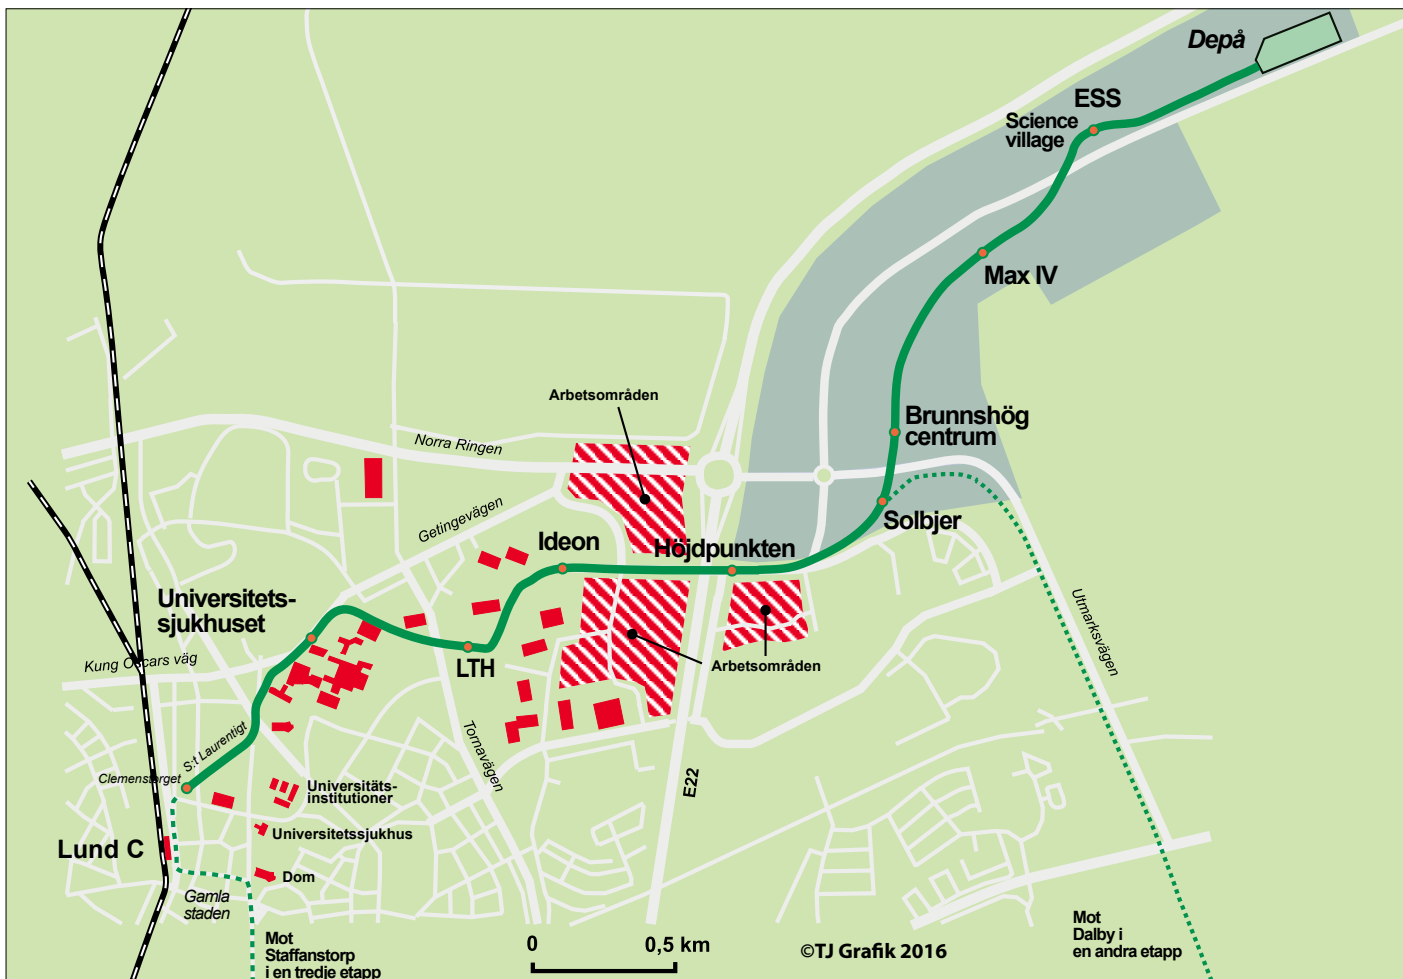 Depå
ESS
Science
village
Max IV
Arbetsområden
Brunnshög
centrum
Norra Ringen
Getingevägen
Solbjer
Ideon
Höjdpunkten
Universitets-
sjukhuset
Utmarksvägen
Kung Oscars väg
LTH
Arbetsområden
S:t Laurentigt
Tornavägen
Clemenstorget
E22
Universitäts-
institutioner
Universitetssjukhus
Lund C
Dom
Gamla
staden
Mot
Staffanstorp
i en tredje etapp
0
0,5 km
©TJ Grafik 2016
Mot
Dalby i
en andra etapp